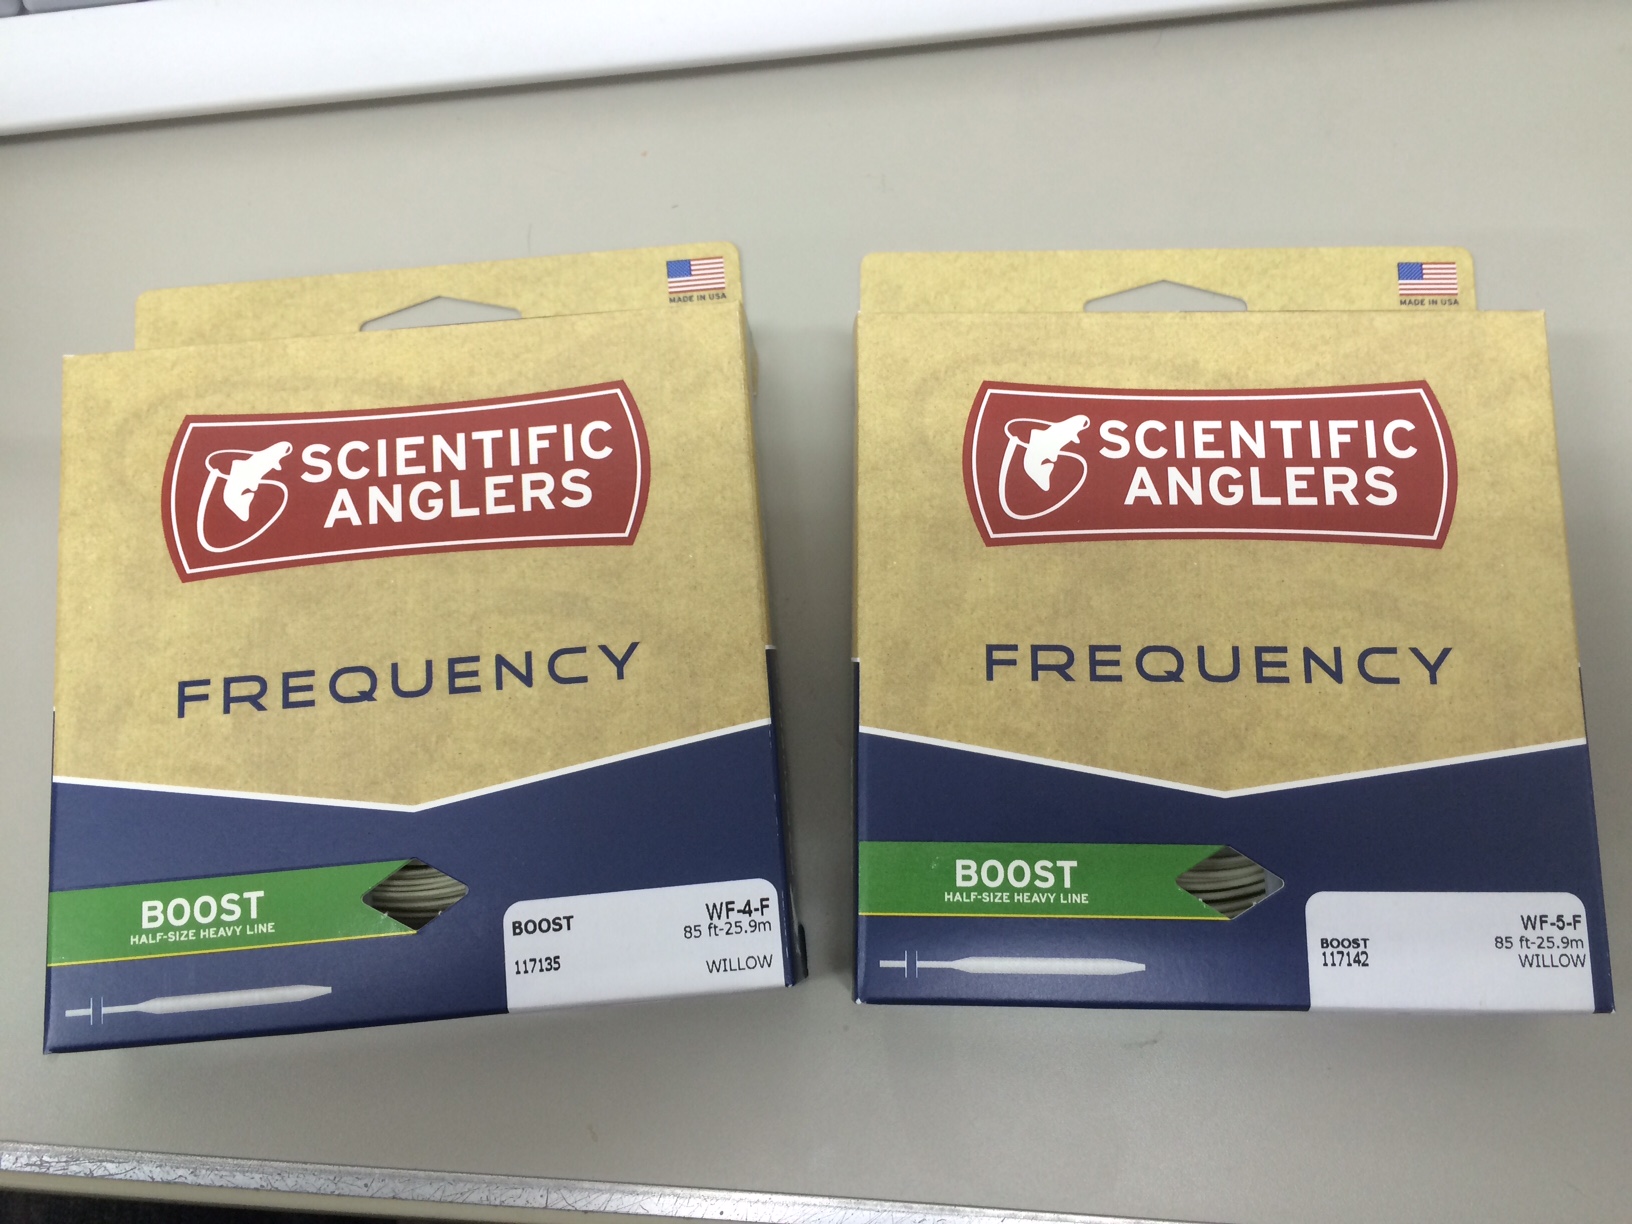 MADE IN USA
SCIENTIFIC
ANGLERS
FREQUENCY
BOOST
HALF-SIZE HEAVY LINE
WF-4-F
BOOST
85 ft-25.9m
117135
WILLOW
MADE IN USA
SCIENTIFIC
ANGLERS
FREQUENCY
BOOST
HALF-SIZE HEAVY LINE
WF-5-F
BOOST
85 ft-25.9m
117142
WILLOW